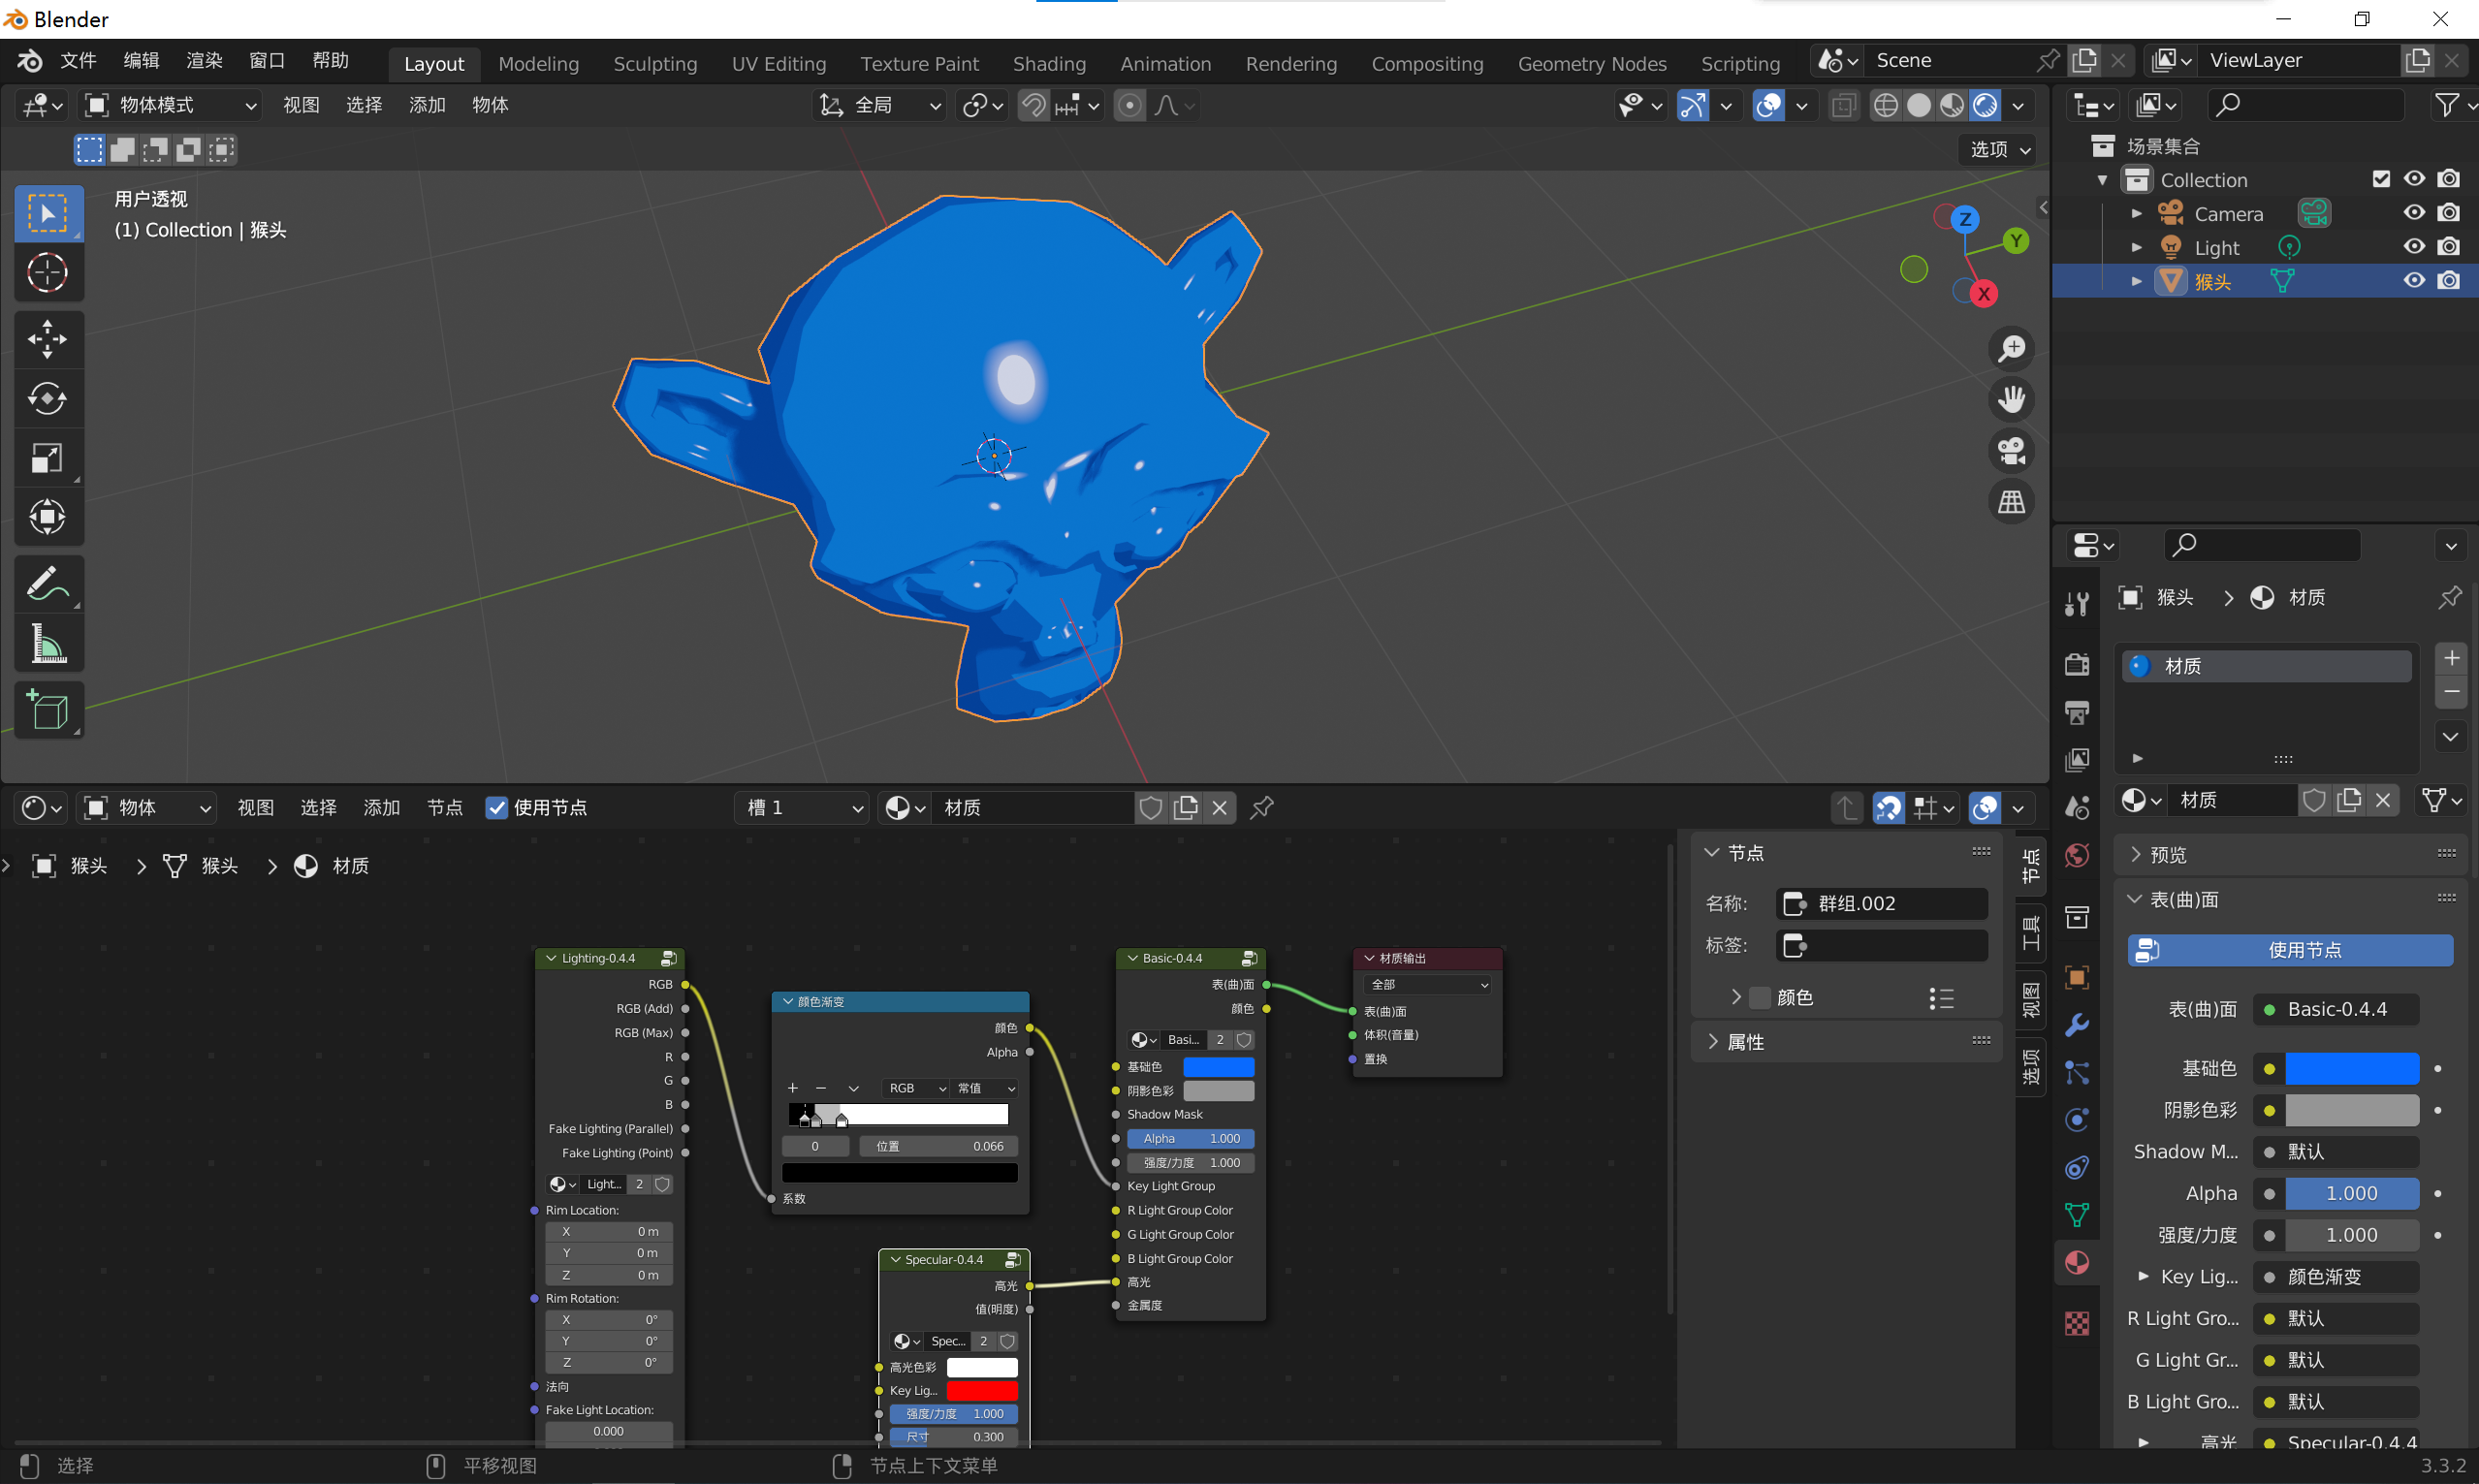 Blender
文件 编辑 渲染 窗口 帮助 Layout Modeling Sculpting UV Editing Texture Paint Shading Animation Rendering Compositing Geometry Nodes Scripting Scene ViewLayer
物体模式 视图 选择 添加 物体 全局
选项
用户透视
(1) Collection | 猴头
Z
Y
X
场景集合
Collection
Camera
Light
猴头
猴头 材质
材质
材质
预览
表(曲)面
使用节点
表(曲)面 Basic-0.4.4
基础色
阴影色彩
Shadow M... 默认
Alpha 1.000
强度/力度 1.000
Key Lig... 颜色渐变
R Light Gro... 默认
G Light Gr... 默认
B Light Gro... 默认
高光 Specular-0.4.4
物体 视图 选择 添加 节点 使用节点 槽 1 材质
猴头 猴头 材质
Lighting-0.4.4
RGB
RGB (Add)
RGB (Max)
R
G
B
Fake Lighting (Parallel)
Fake Lighting (Point)
Light... 2
Rim Location:
X 0 m
Y 0 m
Z 0 m
Rim Rotation:
X 0°
Y 0°
Z 0°
法向
Fake Light Location:
0.000
颜色渐变
颜色
Alpha
RGB 常值
0 位置 0.066
系数
Specular-0.4.4
高光
值(明度)
Spec... 2
高光色彩
Key Lig...
强度/力度 1.000
尺寸 0.300
Basic-0.4.4
表(曲)面
颜色
Basi... 2
基础色
阴影色彩
Shadow Mask
Alpha 1.000
强度/力度 1.000
Key Light Group
R Light Group Color
G Light Group Color
B Light Group Color
高光
金属度
材质输出
全部
表(曲)面
体积(音量)
置换
节点
名称: 群组.002
标签:
颜色
属性
节点
工具
视图
选项
选择 平移视图 节点上下文菜单 3.3.2